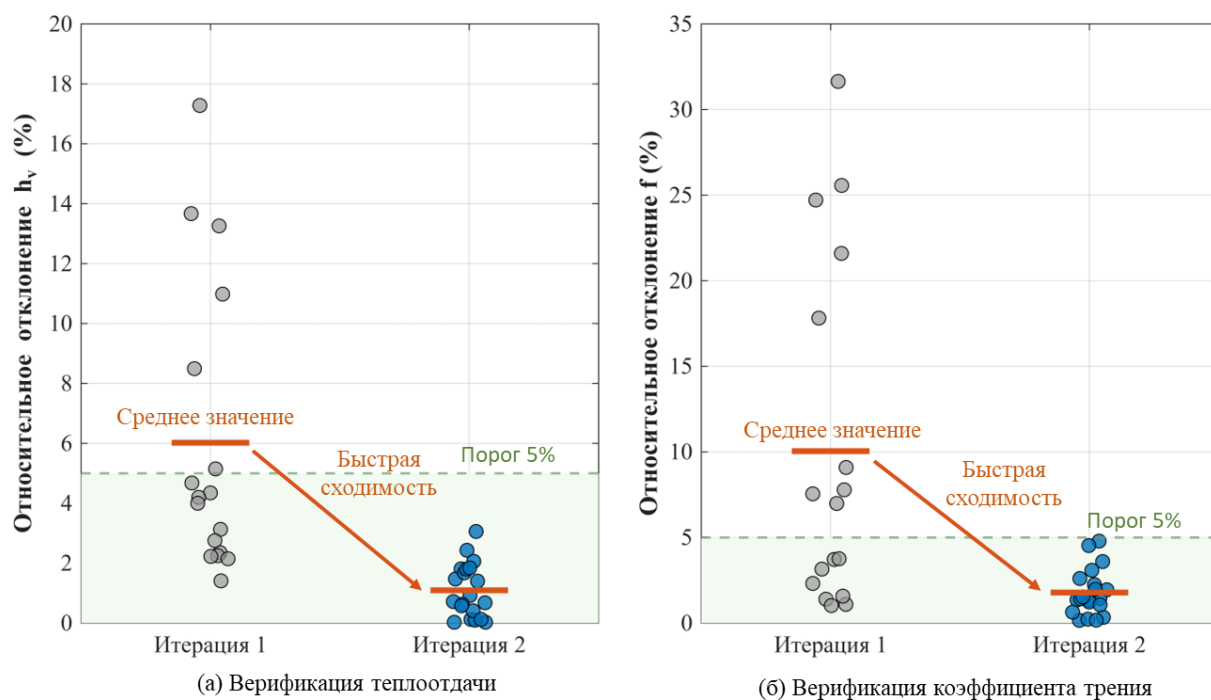 Относительное отклонение hᵥ (%)
20
18
16
14
12
10
8
6
4
2
0
Среднее значение
Быстрая
сходимость
Порог 5%
Итерация 1
Итерация 2
(а) Верификация теплоотдачи
Относительное отклонение f (%)
35
30
25
20
15
10
5
0
Среднее значение
Быстрая
сходимость
Порог 5%
Итерация 1
Итерация 2
(б) Верификация коэффициента трения